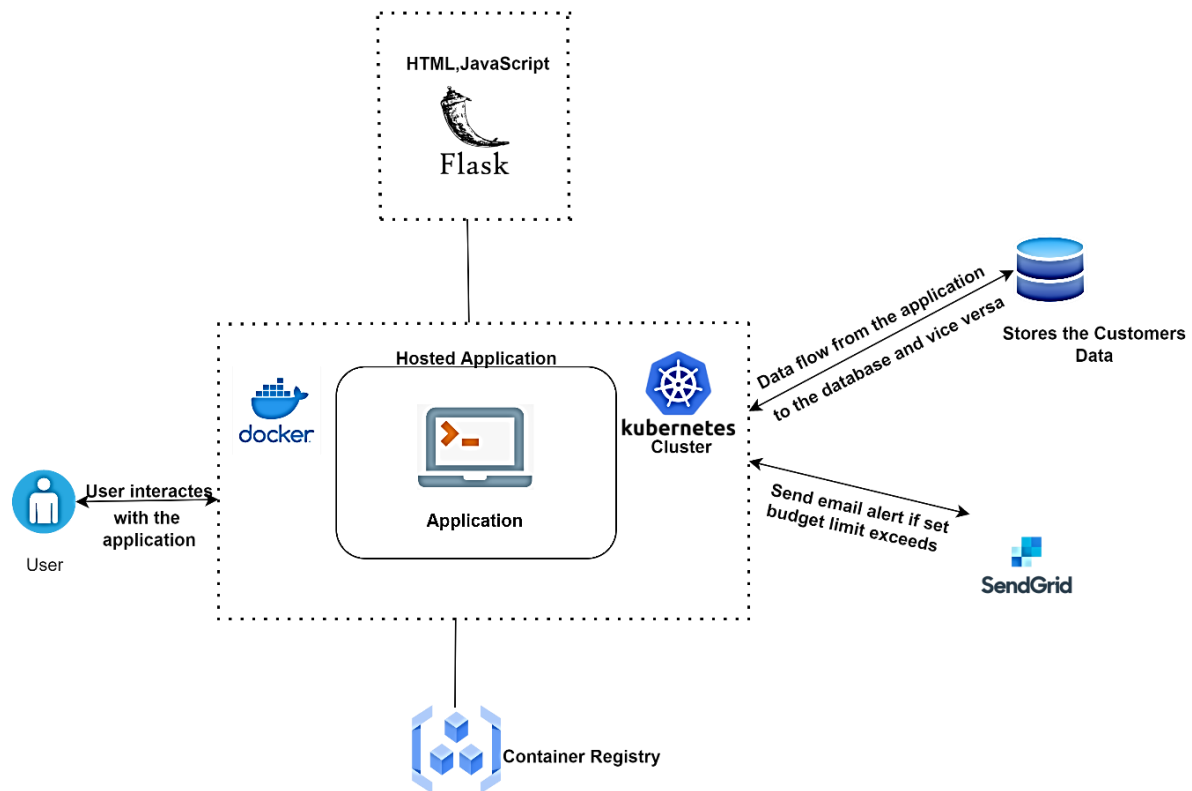 HTML,JavaScript
Flask
Data flow from the application
to the database and vice versa
Stores the Customers
Data
Hosted Application
docker
kubernetes
Cluster
User interactes
with the
application
User
Application
Send email alert if set
budget limit exceeds
SendGrid
Container Registry